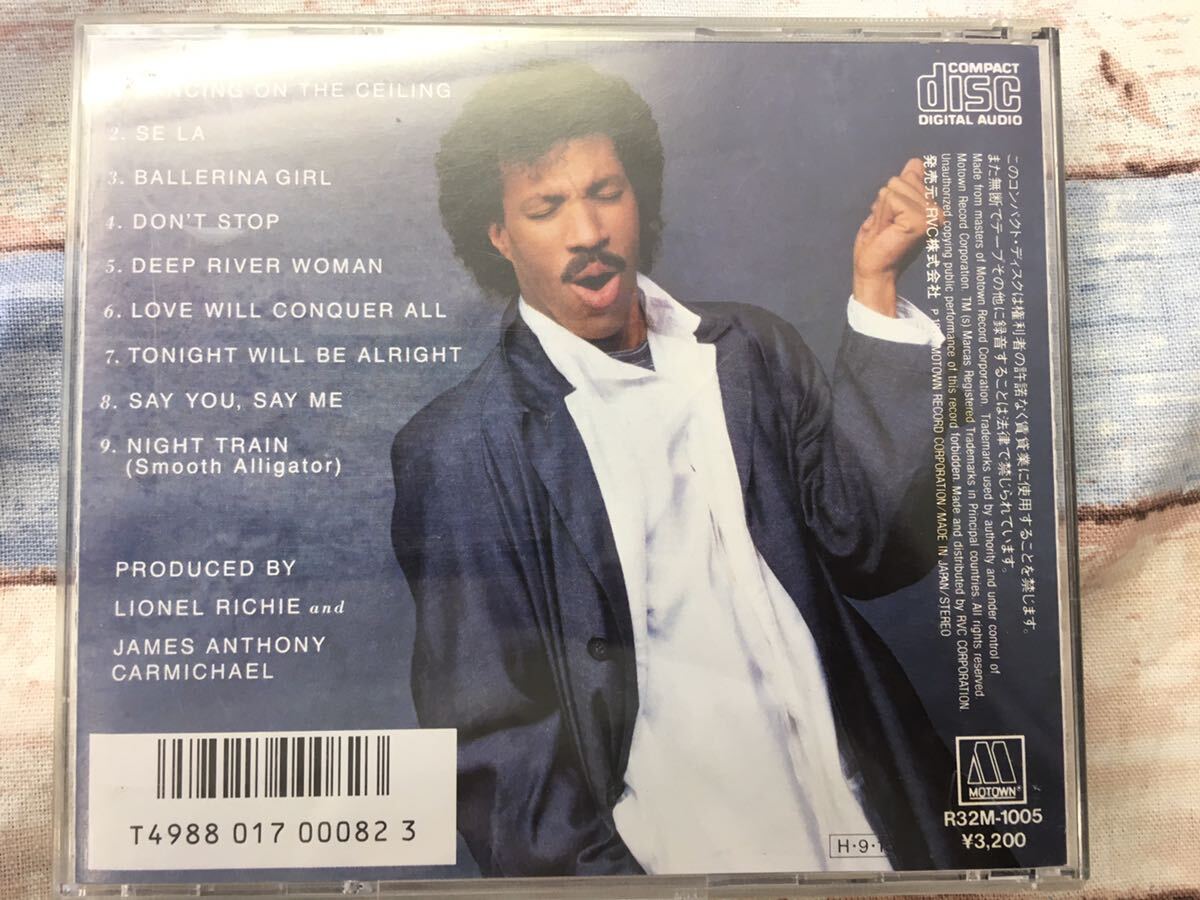 ON THE CEILING
2. SE LA
3. BALLERINA GIRL
4. DON'T STOP
5. DEEP RIVER WOMAN
6. LOVE WILL CONQUER ALL
7. TONIGHT WILL BE ALRIGHT
8. SAY YOU, SAY ME
9. NIGHT TRAIN
(Smooth Alligator)
PRODUCED BY
LIONEL RICHIE and
JAMES ANTHONY
CARMICHAEL
T4988 017 00082 3
COMPACT
disc
DIGITAL AUDIO
このコンパクト・ディスクは権利者の許諾なく賃貸業に使用することを禁じます。
また無断でテープその他に録音することは法律で禁じられています。
Made from masters of Motown Record Corporation. Trademarks used by authority and under control of
Motown Record Corporation. TM (s) Marcas Registered Trademarks in Principal countries. All rights reserved.
Unauthorized copying public performance of this record forbidden. Made and distributed by RVC CORPORATION.
発売元:RVC株式会社 MOTOWN RECORD CORPORATION/MADE IN JAPAN/STEREO
M
MOTOWN®
R32M-1005
¥3,200
H·9